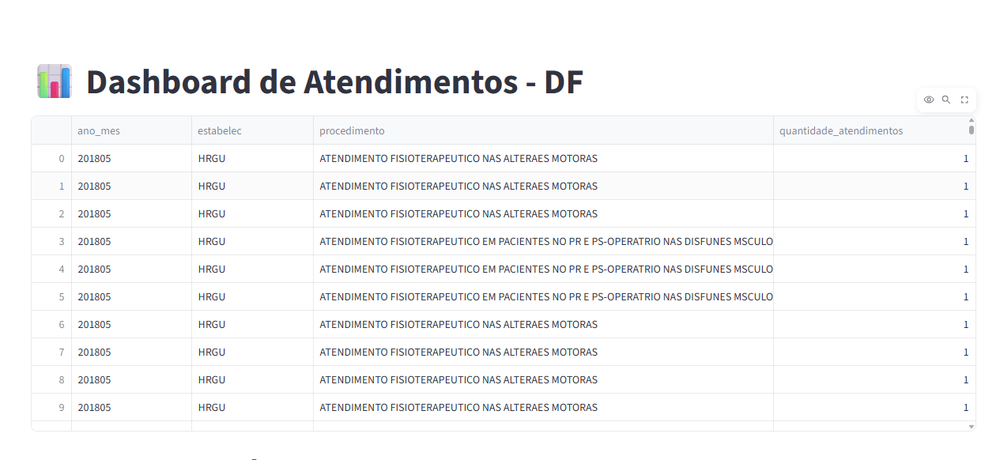 Dashboard de Atendimentos - DF
ano_mes estabelec procedimento quantidade_atendimentos
0 201805 HRGU ATENDIMENTO FISIOTERAPEUTICO NAS ALTERAES MOTORAS 1
1 201805 HRGU ATENDIMENTO FISIOTERAPEUTICO NAS ALTERAES MOTORAS 1
2 201805 HRGU ATENDIMENTO FISIOTERAPEUTICO NAS ALTERAES MOTORAS 1
3 201805 HRGU ATENDIMENTO FISIOTERAPEUTICO EM PACIENTES NO PR E PS-OPERATRIO NAS DISFUNES MSCULO 1
4 201805 HRGU ATENDIMENTO FISIOTERAPEUTICO EM PACIENTES NO PR E PS-OPERATRIO NAS DISFUNES MSCULO 1
5 201805 HRGU ATENDIMENTO FISIOTERAPEUTICO EM PACIENTES NO PR E PS-OPERATRIO NAS DISFUNES MSCULO 1
6 201805 HRGU ATENDIMENTO FISIOTERAPEUTICO NAS ALTERAES MOTORAS 1
7 201805 HRGU ATENDIMENTO FISIOTERAPEUTICO NAS ALTERAES MOTORAS 1
8 201805 HRGU ATENDIMENTO FISIOTERAPEUTICO NAS ALTERAES MOTORAS 1
9 201805 HRGU ATENDIMENTO FISIOTERAPEUTICO NAS ALTERAES MOTORAS 1